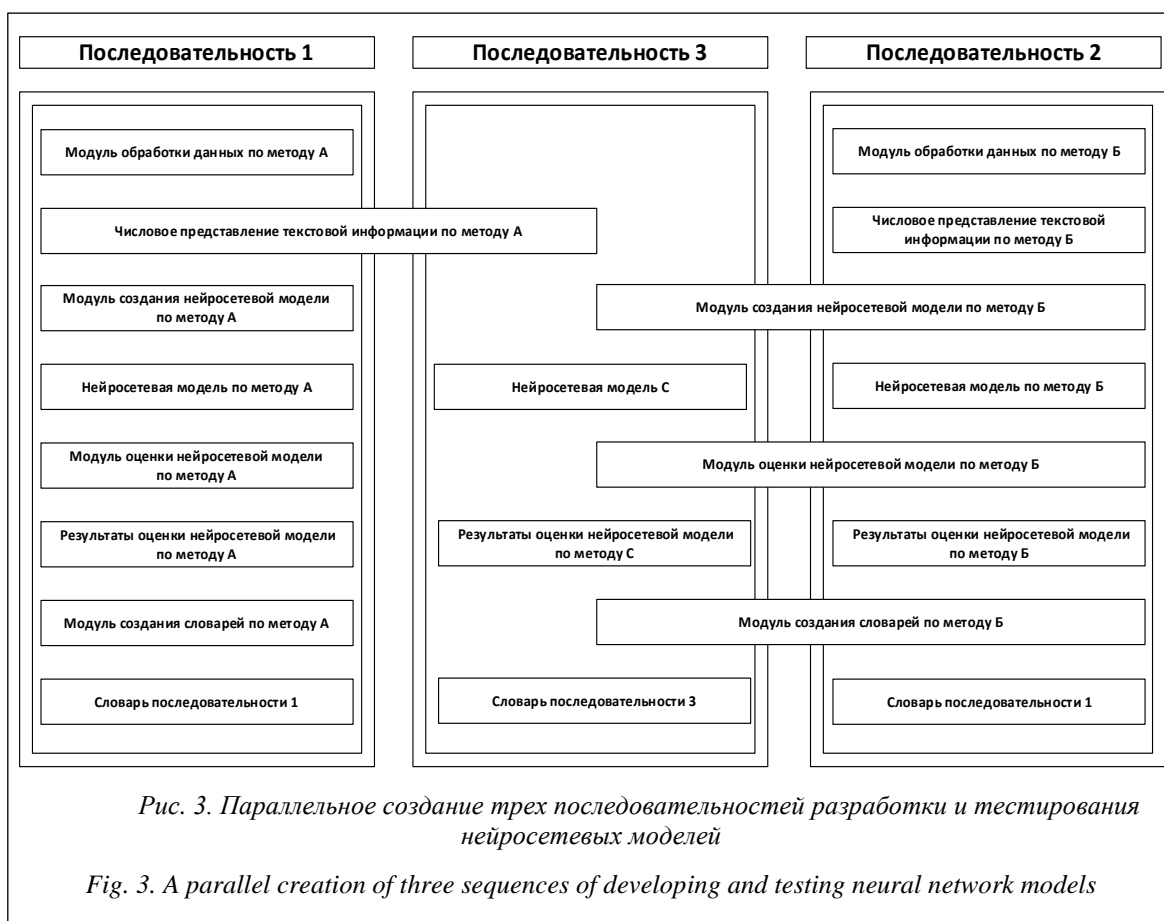 Последовательность 1
Последовательность 3
Последовательность 2
Модуль обработки данных по методу А
Модуль обработки данных по методу Б
Числовое представление текстовой информации по методу А
Числовое представление текстовой
информации по методу Б
Модуль создания нейросетевой модели
по методу А
Модуль создания нейросетевой модели по методу Б
Нейросетевая модель по методу А
Нейросетевая модель С
Нейросетевая модель по методу Б
Модуль оценки нейросетевой модели
по методу А
Модуль оценки нейросетевой модели по методу Б
Результаты оценки нейросетевой модели
по методу А
Результаты оценки нейросетевой модели
по методу С
Результаты оценки нейросетевой модели
по методу Б
Модуль создания словарей по методу А
Модуль создания словарей по методу Б
Словарь последовательности 1
Словарь последовательности 3
Словарь последовательности 1
Рис. 3. Параллельное создание трех последовательностей разработки и тестирования
нейросетевых моделей
Fig. 3. A parallel creation of three sequences of developing and testing neural network models